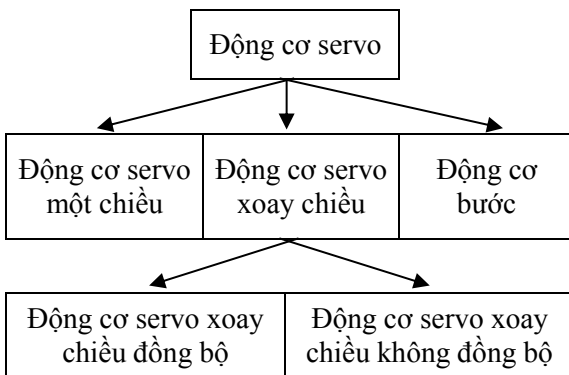 Động cơ servo
Động cơ servo
một chiều
Động cơ servo
xoay chiều
Động cơ
bước
Động cơ servo xoay
chiều đồng bộ
Động cơ servo xoay
chiều không đồng bộ